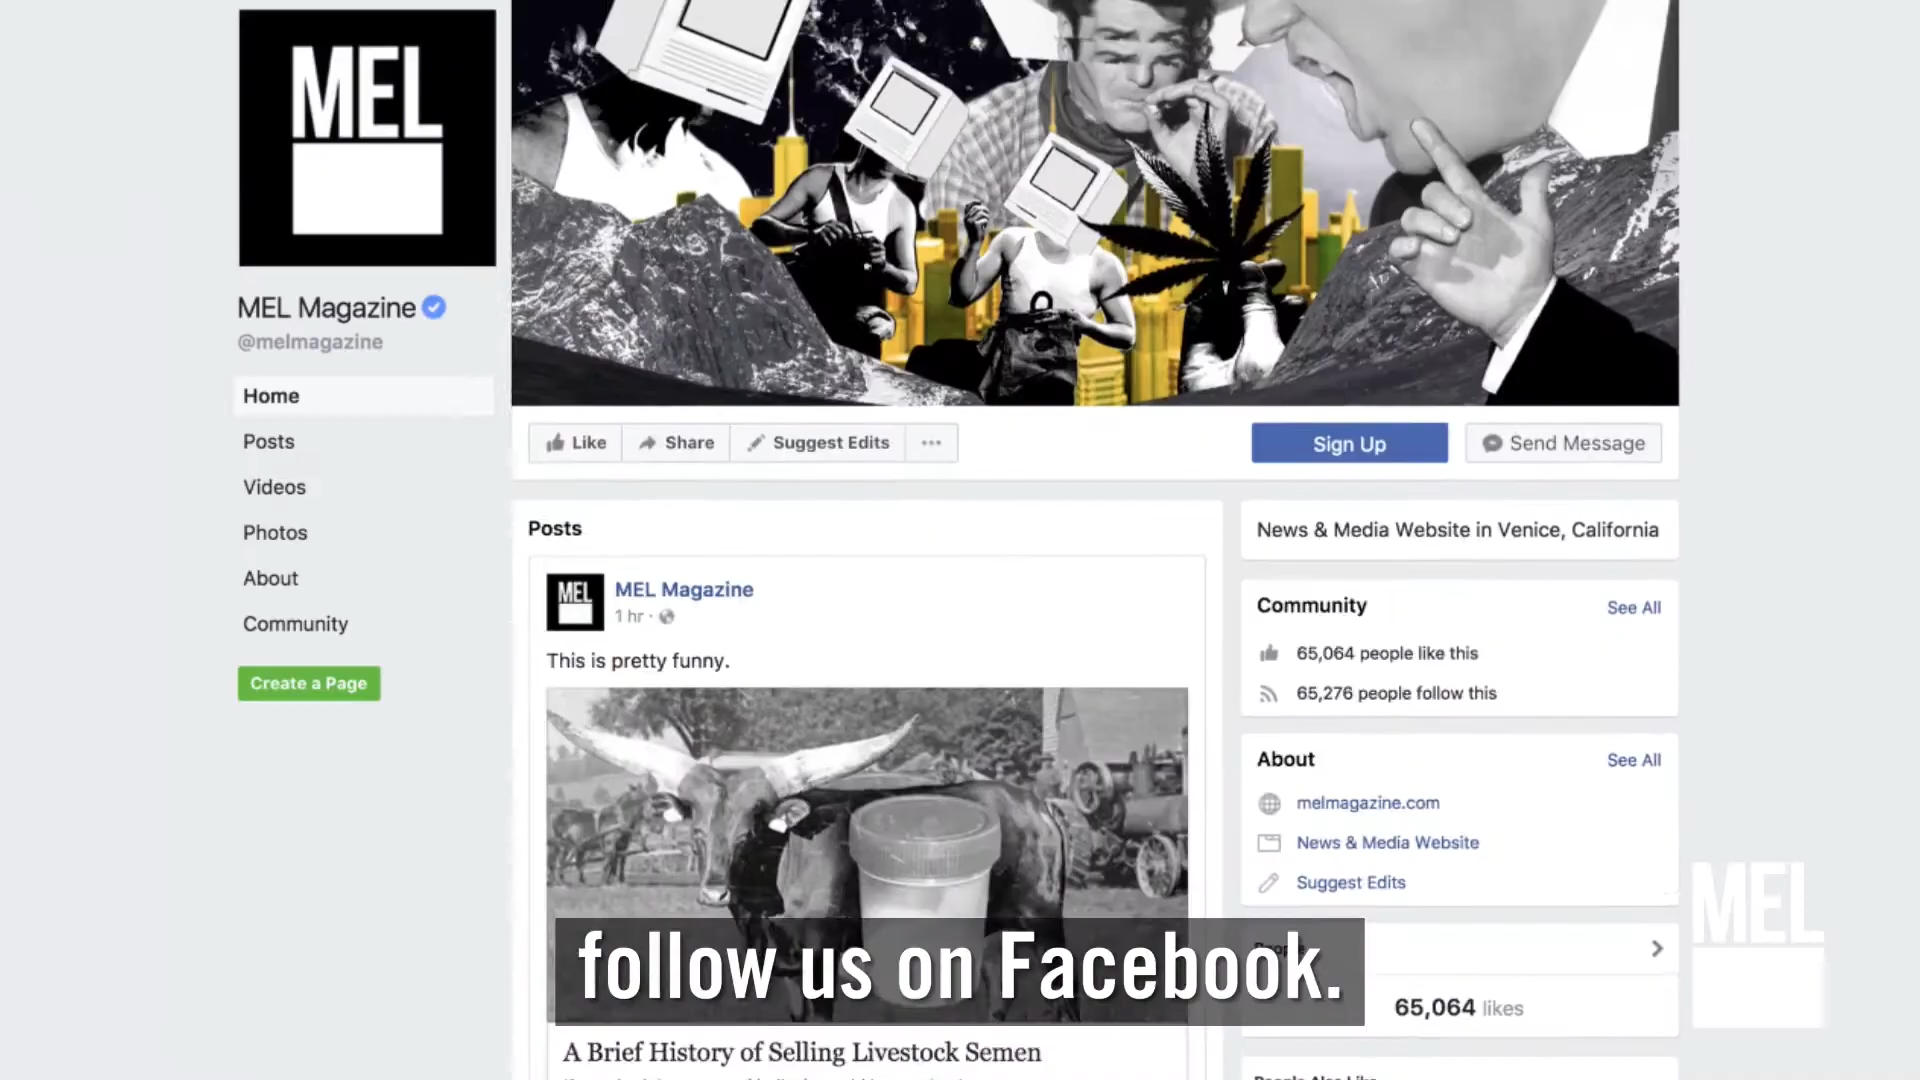 MEL
MEL Magazine
@melmagazine
Home
Posts
Videos
Photos
About
Community
Create a Page
Like
Share
Suggest Edits
Sign Up
Send Message
Posts
MEL
MEL Magazine
1 hr
This is pretty funny.
A Brief History of Selling Livestock Semen
News & Media Website in Venice, California
Community
See All
65,064 people like this
65,276 people follow this
About
See All
melmagazine.com
News & Media Website
Suggest Edits
65,064 likes
follow us on Facebook.
MEL